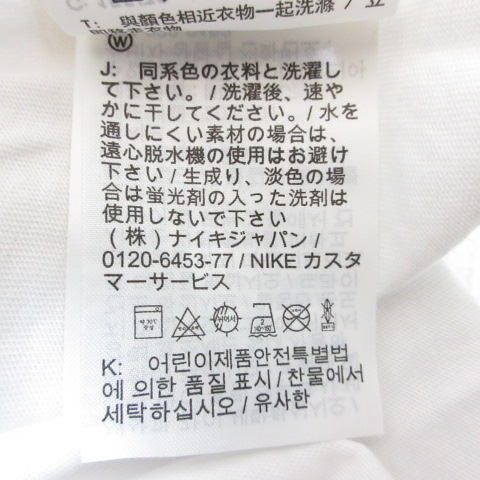 T: 與顏色相近衣物一起洗滌 / 立
W
J: 同系色の衣料と洗濯し
て下さい。/ 洗濯後、速や
かに干してください。/ 水を
通しにくい素材の場合は、
遠心脱水機の使用はお避け
下さい / 生成り、淡色の場
合は蛍光剤の入った洗剤は
使用しないで下さい
(株) ナイキジャパン /
0120-6453-77 / NIKE カスタ
マーサービス
약 30℃
중성
K: 어린이제품안전특별법
에 의한 품질 표시 / 찬물에서
세탁하십시오 / 유사한